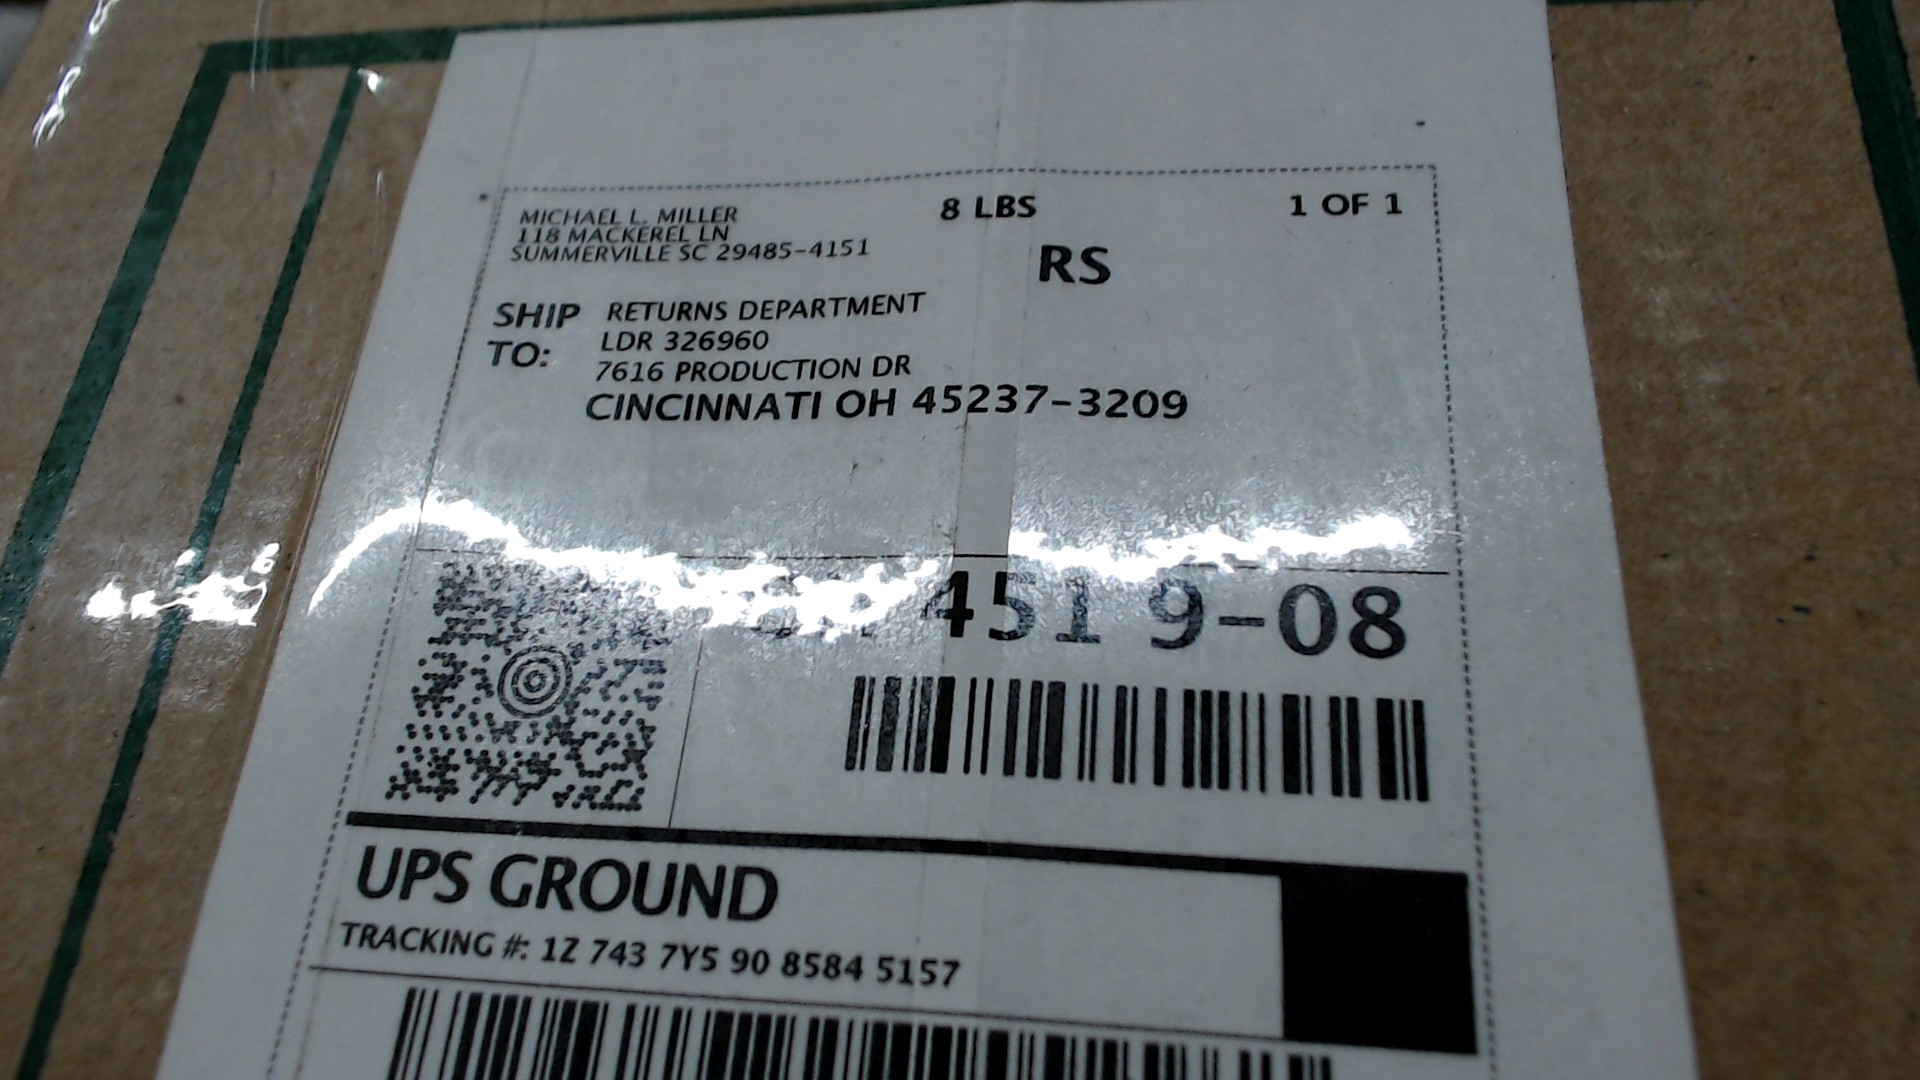 MICHAEL L. MILLER
118 MACKEREL LN
SUMMERVILLE SC 29485-4151
8 LBS
1 OF 1
RS
SHIP TO:
RETURNS DEPARTMENT
LDR 326960
7616 PRODUCTION DR
CINCINNATI OH 45237-3209
451 9-08
UPS GROUND
TRACKING #: 1Z 743 7Y5 90 8584 5157